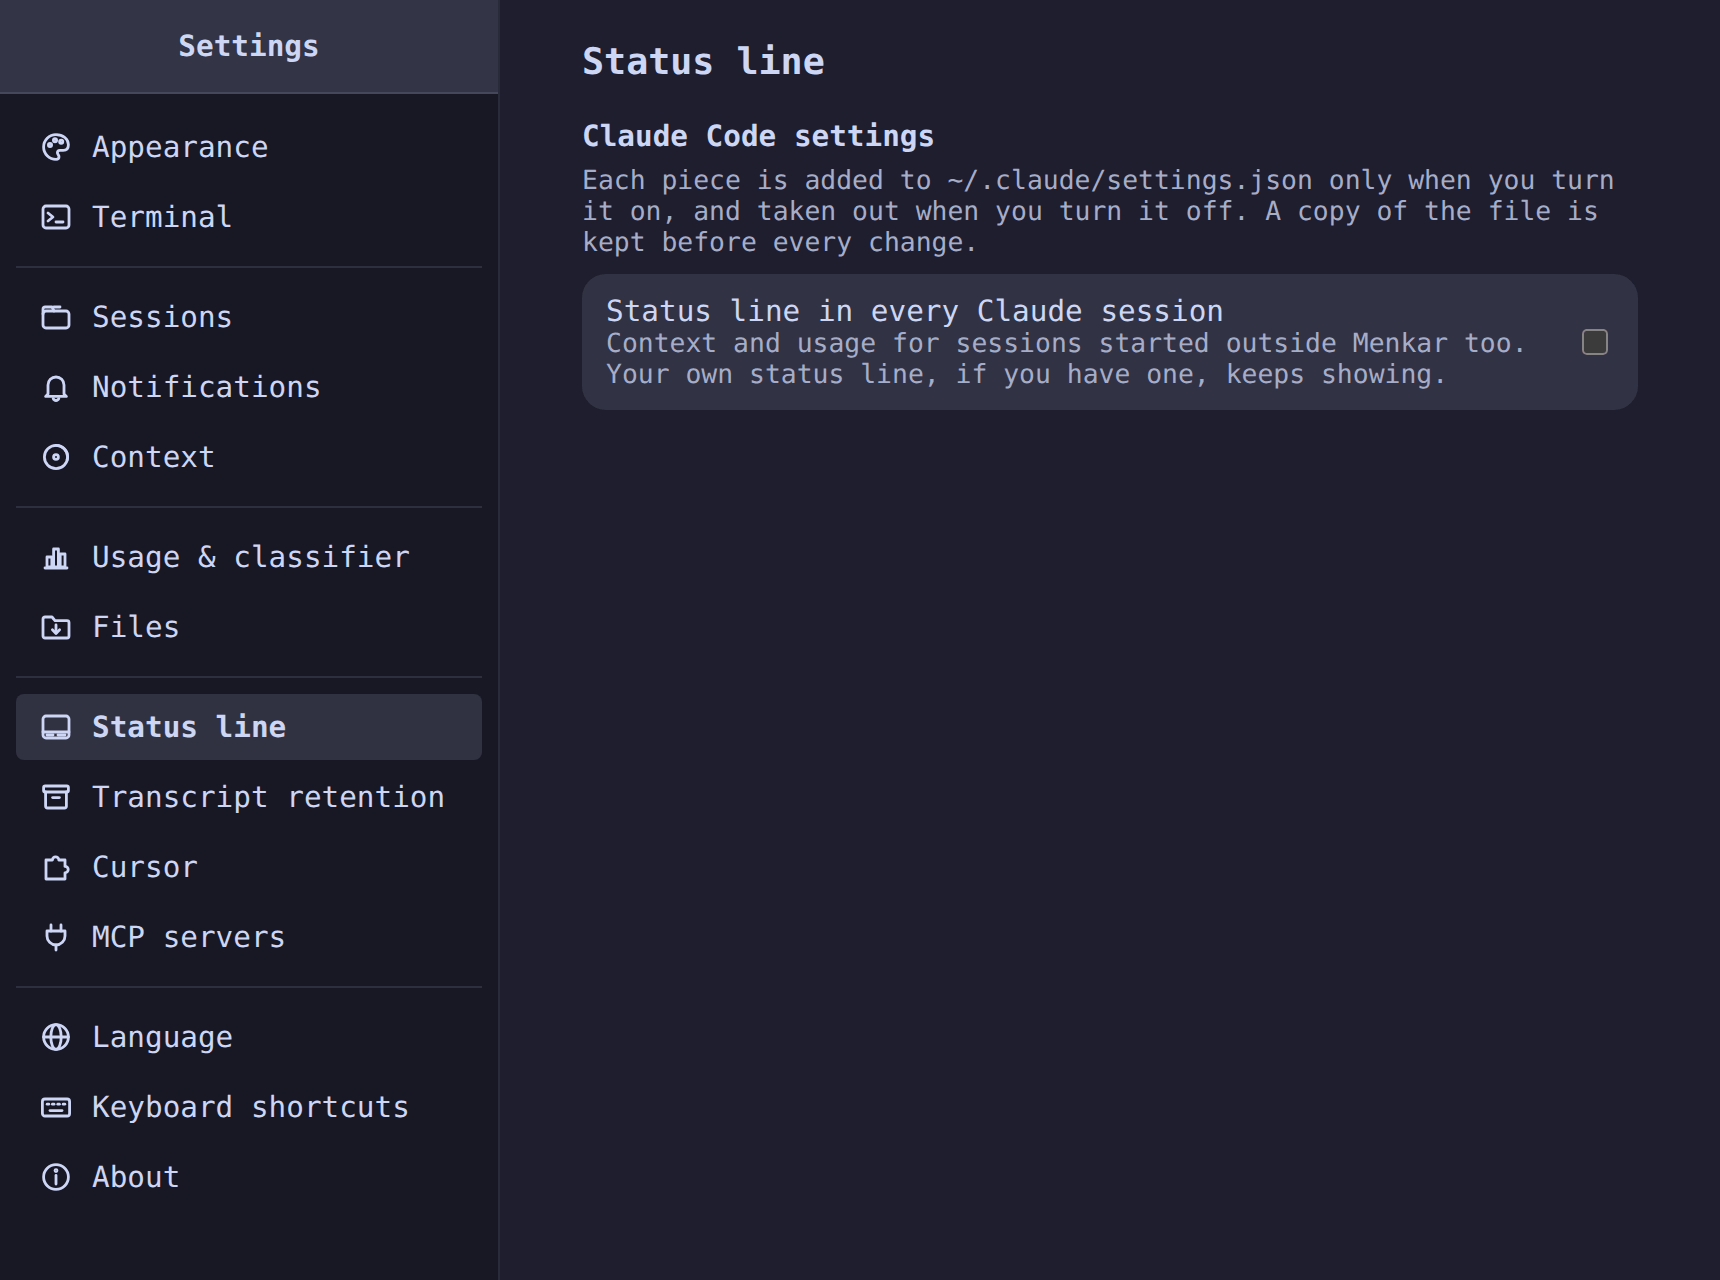 Settings
Appearance
Terminal
Sessions
Notifications
Context
Usage & classifier
Files
Status line
Transcript retention
Cursor
MCP servers
Language
Keyboard shortcuts
About
Status line
Claude Code settings
Each piece is added to ~/.claude/settings.json only when you turn
it on, and taken out when you turn it off. A copy of the file is
kept before every change.
Status line in every Claude session
Context and usage for sessions started outside Menkar too.
Your own status line, if you have one, keeps showing.